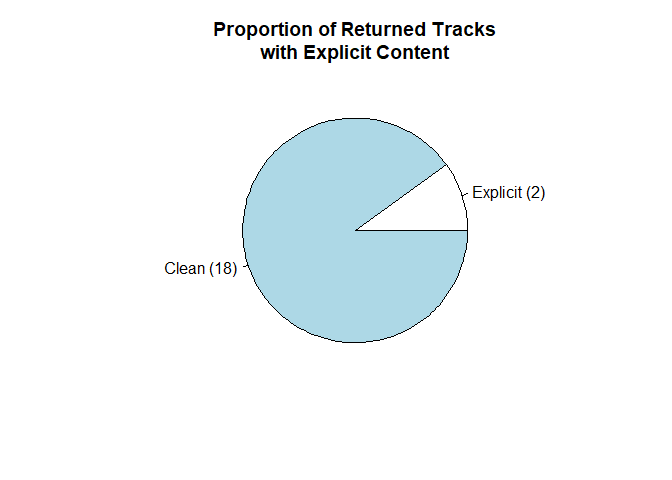 Proportion of Returned Tracks
with Explicit Content
Explicit (2)
Clean (18)